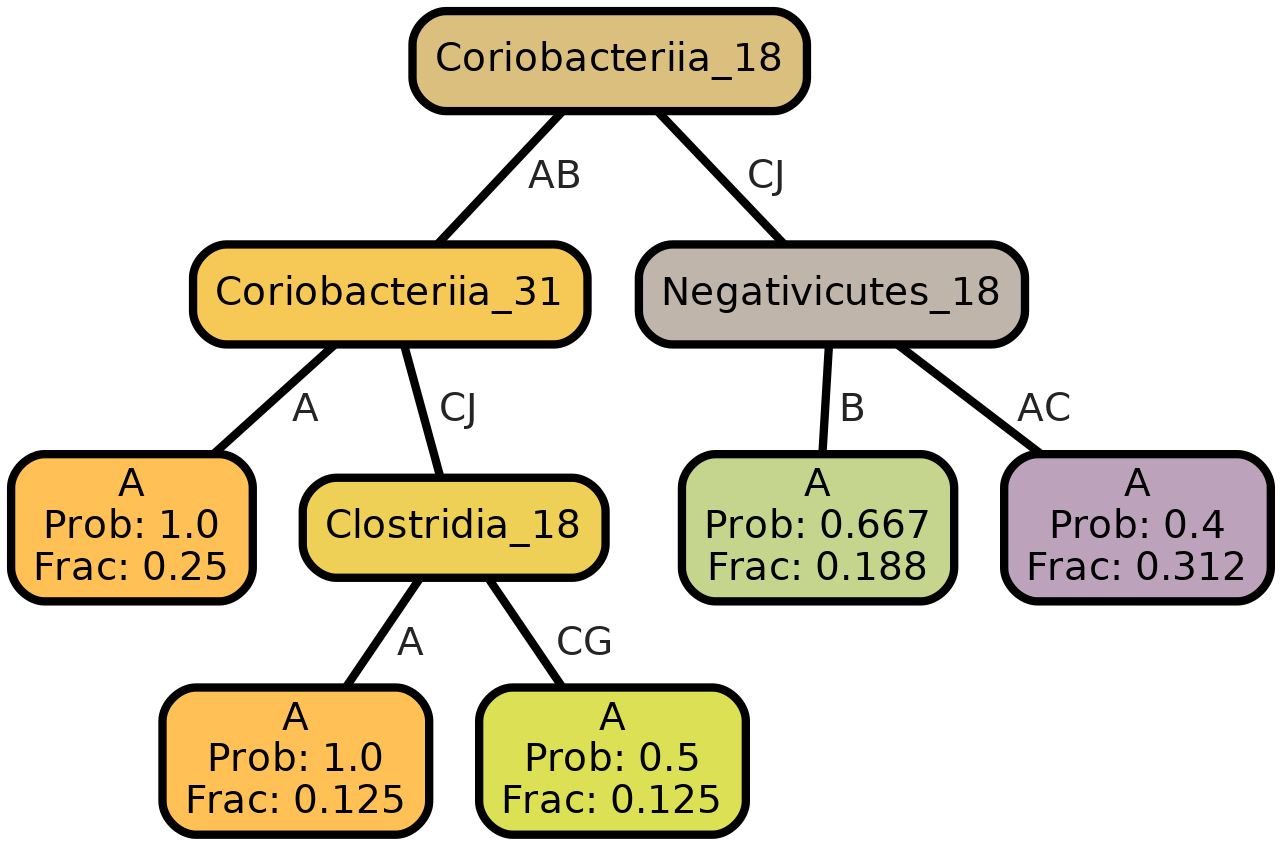 Coriobacteriia_18
AB
CJ
Coriobacteriia_31
Negativicutes_18
A
CJ
B
AC
A
Prob: 1.0
Frac: 0.25
Clostridia_18
A
Prob: 0.667
Frac: 0.188
A
Prob: 0.4
Frac: 0.312
A
CG
A
Prob: 1.0
Frac: 0.125
A
Prob: 0.5
Frac: 0.125